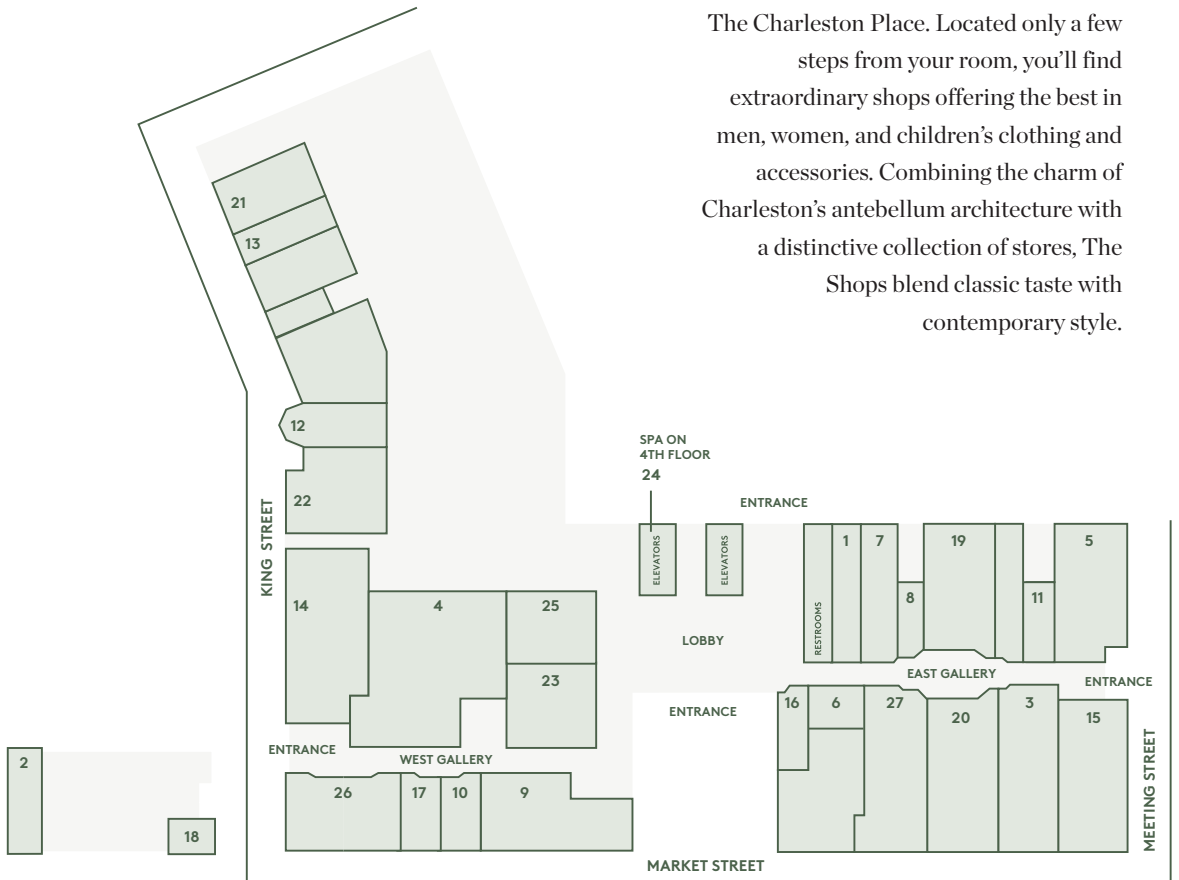 The Charleston Place. Located only a few
steps from your room, you’ll find
extraordinary shops offering the best in
men, women, and children’s clothing and
accessories. Combining the charm of
Charleston’s antebellum architecture with
a distinctive collection of stores, The
Shops blend classic taste with
contemporary style.
21
13
12
22
KING STREET
14
4
25
23
SPA ON
4TH FLOOR
24
ELEVATORS
ELEVATORS
ENTRANCE
LOBBY
ENTRANCE
RESTROOMS
1
7
8
19
11
5
EAST GALLERY
ENTRANCE
16
6
27
20
3
15
MEETING STREET
ENTRANCE
WEST GALLERY
26
17
10
9
2
18
MARKET STREET